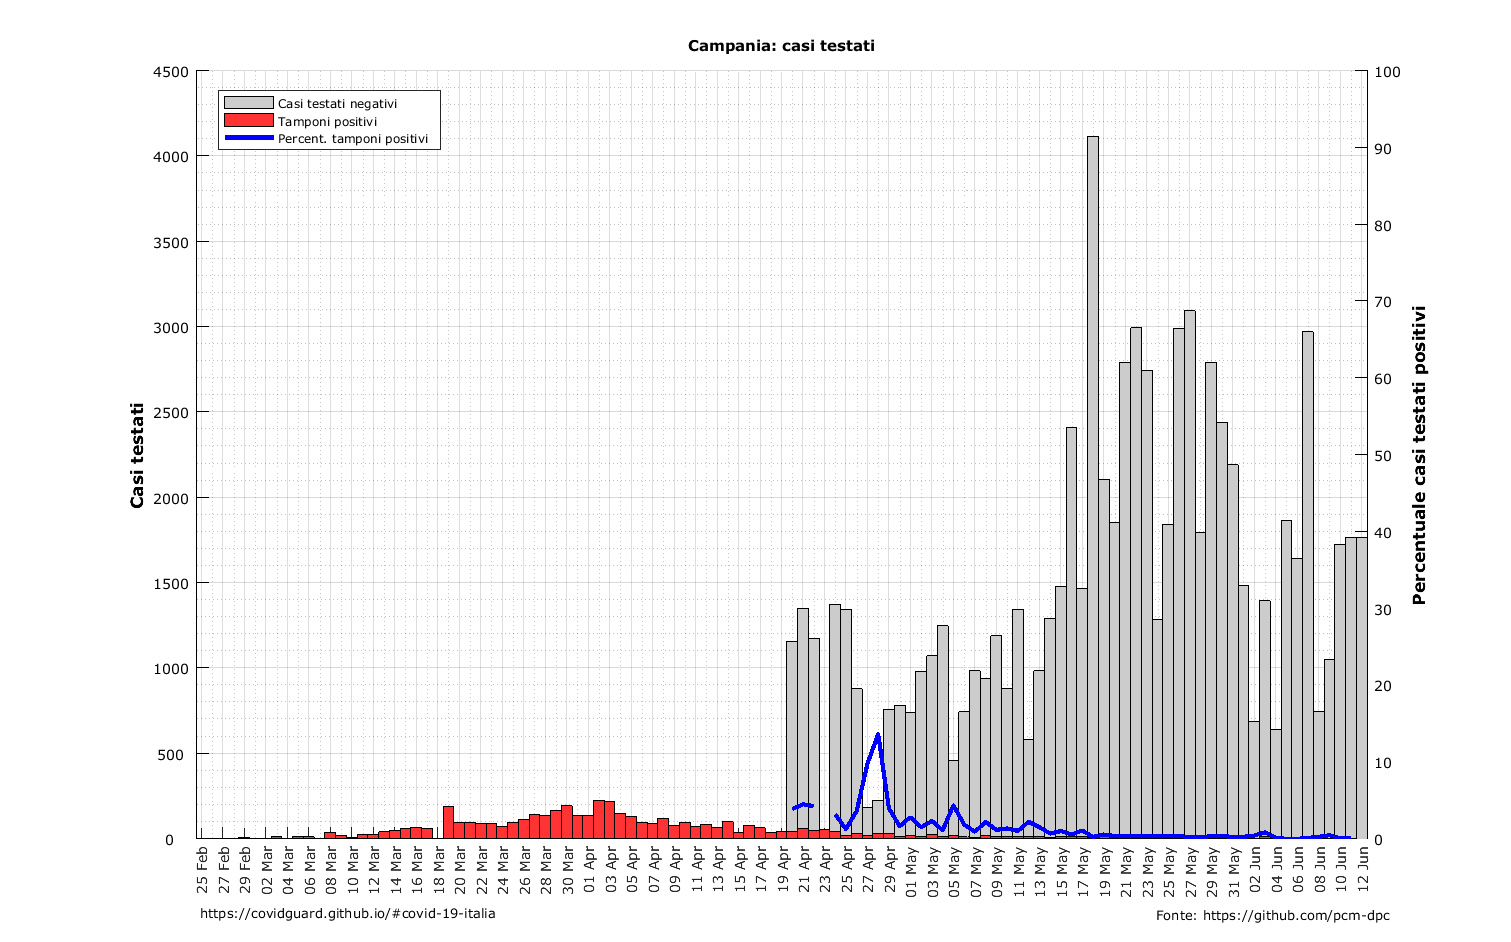 Campania: casi testati
Casi testati negativi
Tamponi positivi
Percent. tamponi positivi
Casi testati
4500
4000
3500
3000
2500
2000
1500
1000
500
0
100
90
80
70
60
50
40
30
20
10
0
Percentuale casi testati positivi
25 Feb
27 Feb
29 Feb
02 Mar
04 Mar
06 Mar
08 Mar
10 Mar
12 Mar
14 Mar
16 Mar
18 Mar
20 Mar
22 Mar
24 Mar
26 Mar
28 Mar
30 Mar
01 Apr
03 Apr
05 Apr
07 Apr
09 Apr
11 Apr
13 Apr
15 Apr
17 Apr
19 Apr
21 Apr
23 Apr
25 Apr
27 Apr
29 Apr
01 May
03 May
05 May
07 May
09 May
11 May
13 May
15 May
17 May
19 May
21 May
23 May
25 May
27 May
29 May
31 May
02 Jun
04 Jun
06 Jun
08 Jun
10 Jun
12 Jun
https://covidguard.github.io/#covid-19-italia
Fonte: https://github.com/pcm-dpc